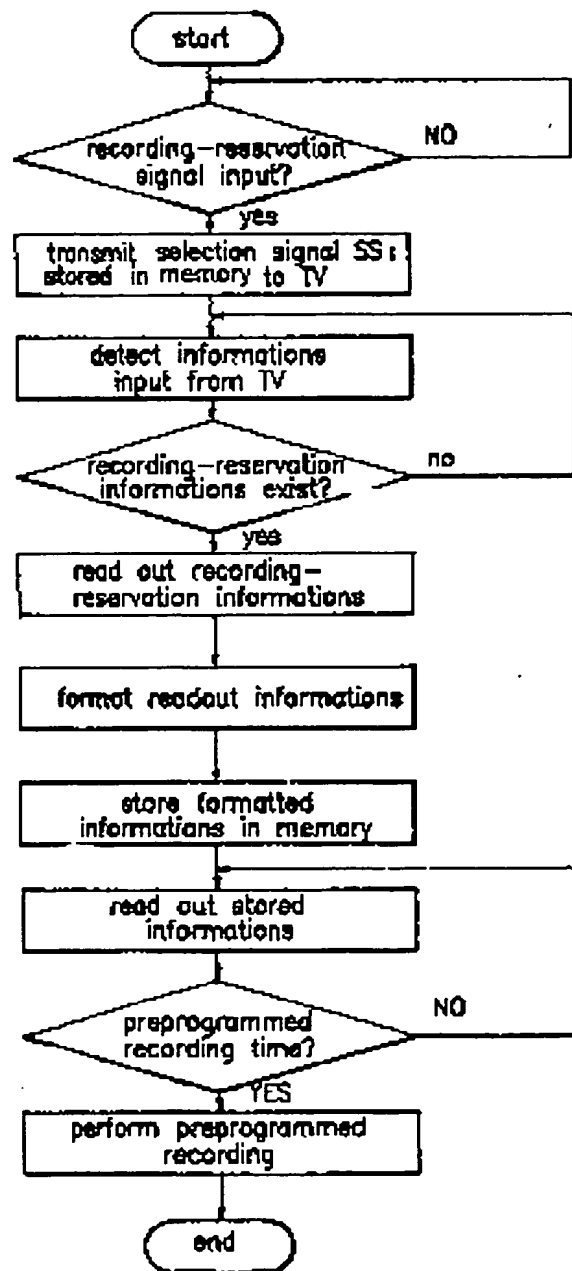 start
recording-reservation
signal input?
NO
yes
transmit selection signal SS:
stored in memory to TV
detect informations
input from TV
recording-reservation
informations exist?
no
yes
read out recording-
reservation informations
format readout informations
store formatted
informations in memory
read out stored
informations
preprogrammed
recording time?
NO
YES
perform preprogrammed
recording
end